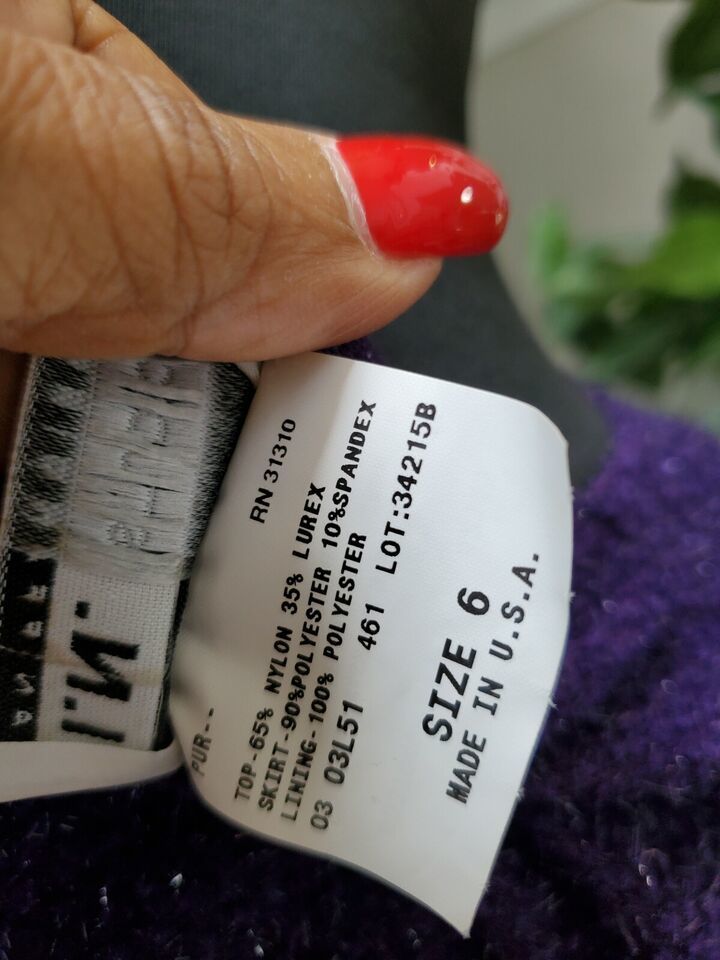 RN 31310
PUR--
TOP-65% NYLON 35% LUREX
SKIRT-90%POLYESTER 10%SPANDEX
LINING-100% POLYESTER
03 03L51 461 LOT:34215B
SIZE 6
MADE IN U.S.A.